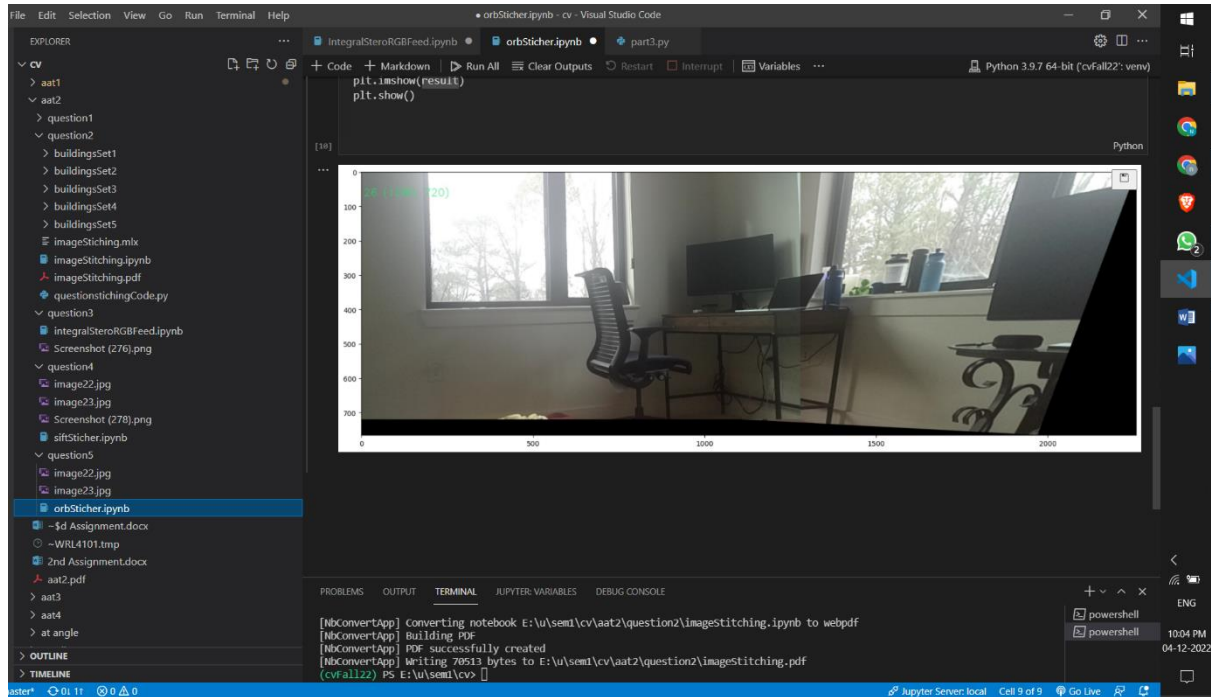 File Edit Selection View Go Run Terminal Help
• orbSticher.ipynb - cv - Visual Studio Code
EXPLORER
IntegralSteroRGBFeed.ipynb
orbSticher.ipynb
part3.py
CV
+ Code + Markdown Run All Clear Outputs Restart Interrupt Variables ...
Python 3.9.7 64-bit ('cvFall22': venv)
aat1
aat2
question1
question2
buildingsSet1
buildingsSet2
buildingsSet3
buildingsSet4
buildingsSet5
imageStiching.mlx
imageStitching.ipynb
imageStitching.pdf
questionstichingCode.py
question3
integralSteroRGBFeed.ipynb
Screenshot (276).png
question4
image22.jpg
image23.jpg
Screenshot (278).png
siftSticher.ipynb
question5
image22.jpg
image23.jpg
orbSticher.ipynb
~$d Assignment.docx
~WRL4101.tmp
2nd Assignment.docx
aat2.pdf
aat3
aat4
at angle
OUTLINE
TIMELINE
plt.imshow(result)
plt.show()
[10]
Python
0
100
200
300
400
500
600
700
0 500 1000 1500 2000
PROBLEMS OUTPUT TERMINAL JUPYTER: VARIABLES DEBUG CONSOLE
[NbConvertApp] Converting notebook E:\u\sem1\cv\aat2\question2\imageStitching.ipynb to webpdf
[NbConvertApp] Building PDF
[NbConvertApp] PDF successfully created
[NbConvertApp] Writing 70513 bytes to E:\u\sem1\cv\aat2\question2\imageStitching.pdf
(cvFall22) PS E:\u\sem1\cv>
powershell
powershell
0↓ 1↑ 0 0
Jupyter Server: local Cell 9 of 9 Go Live
2
ENG
10:04 PM
04-12-2022